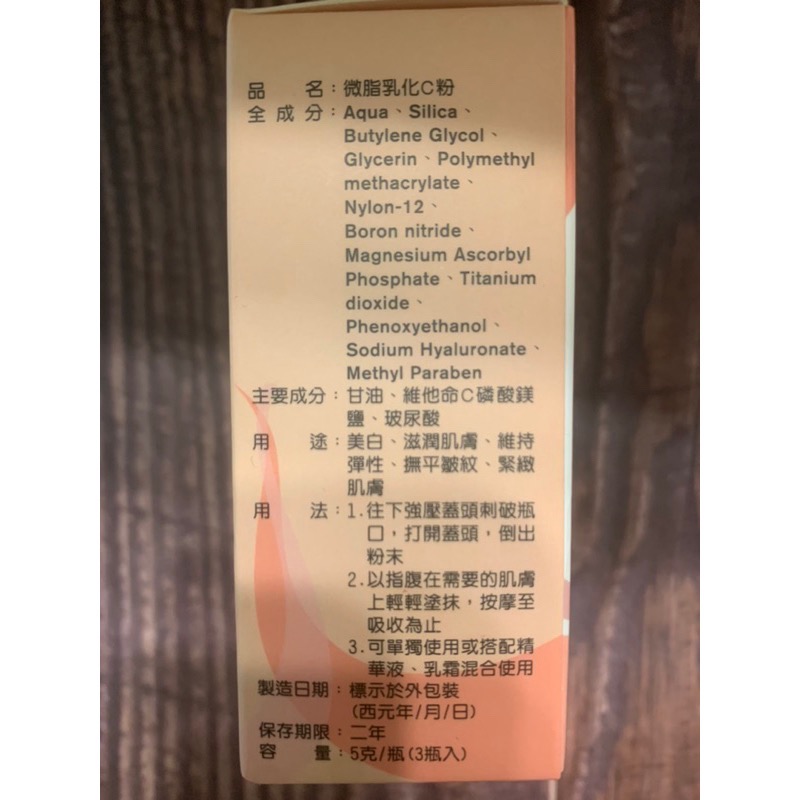 品名：微脂乳化C粉
全成分：Aqua、Silica、
Butylene Glycol、
Glycerin、Polymethyl
methacrylate、
Nylon-12、
Boron nitride、
Magnesium Ascorbyl
Phosphate、Titanium
dioxide、
Phenoxyethanol、
Sodium Hyaluronate、
Methyl Paraben
主要成分：甘油、維他命C磷酸鎂
鹽、玻尿酸
用途：美白、滋潤肌膚、維持
彈性、撫平皺紋、緊緻
肌膚
用法：1.往下強壓蓋頭刺破瓶
口，打開蓋頭，倒出
粉末
2.以指腹在需要的肌膚
上輕輕塗抹，按摩至
吸收為止
3.可單獨使用或搭配精
華液、乳霜混合使用
製造日期：標示於外包裝
(西元年/月/日)
保存期限：二年
容量：5克/瓶(3瓶入)